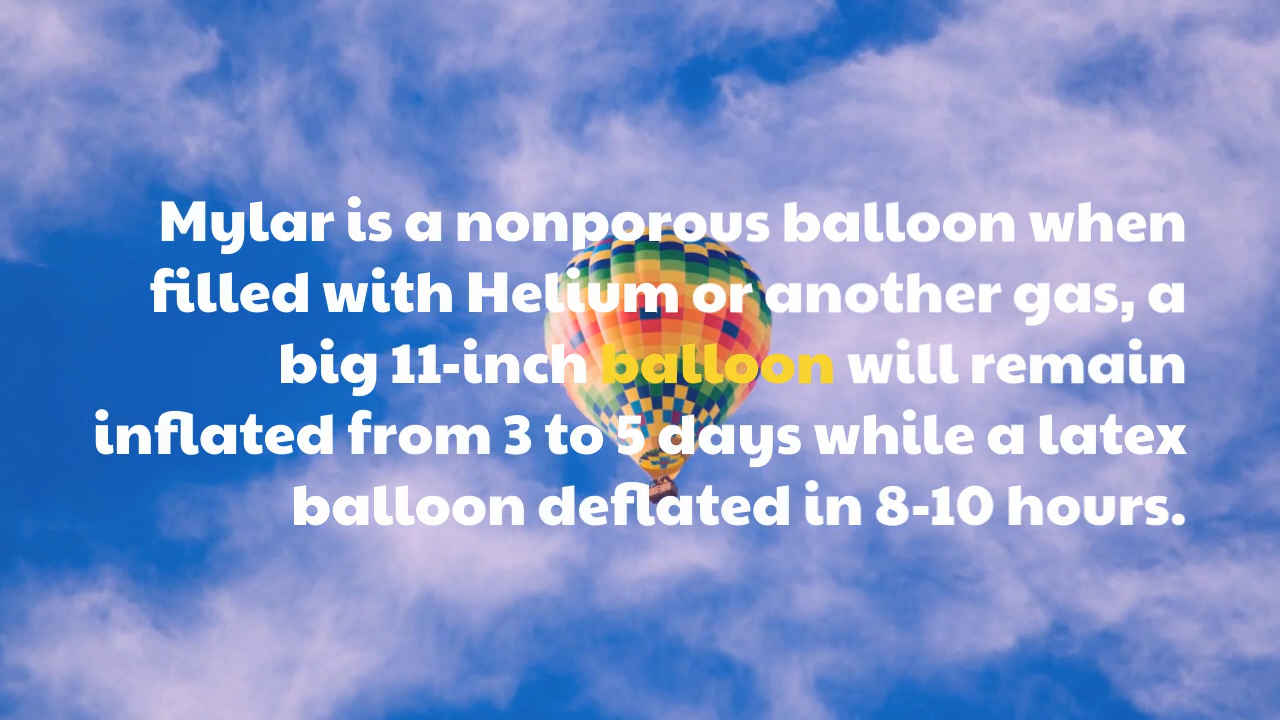 Mylar is a nonporous balloon when
filled with Helium or another gas, a
big 11-inch balloon will remain
inflated from 3 to 5 days while a latex
balloon deflated in 8-10 hours.